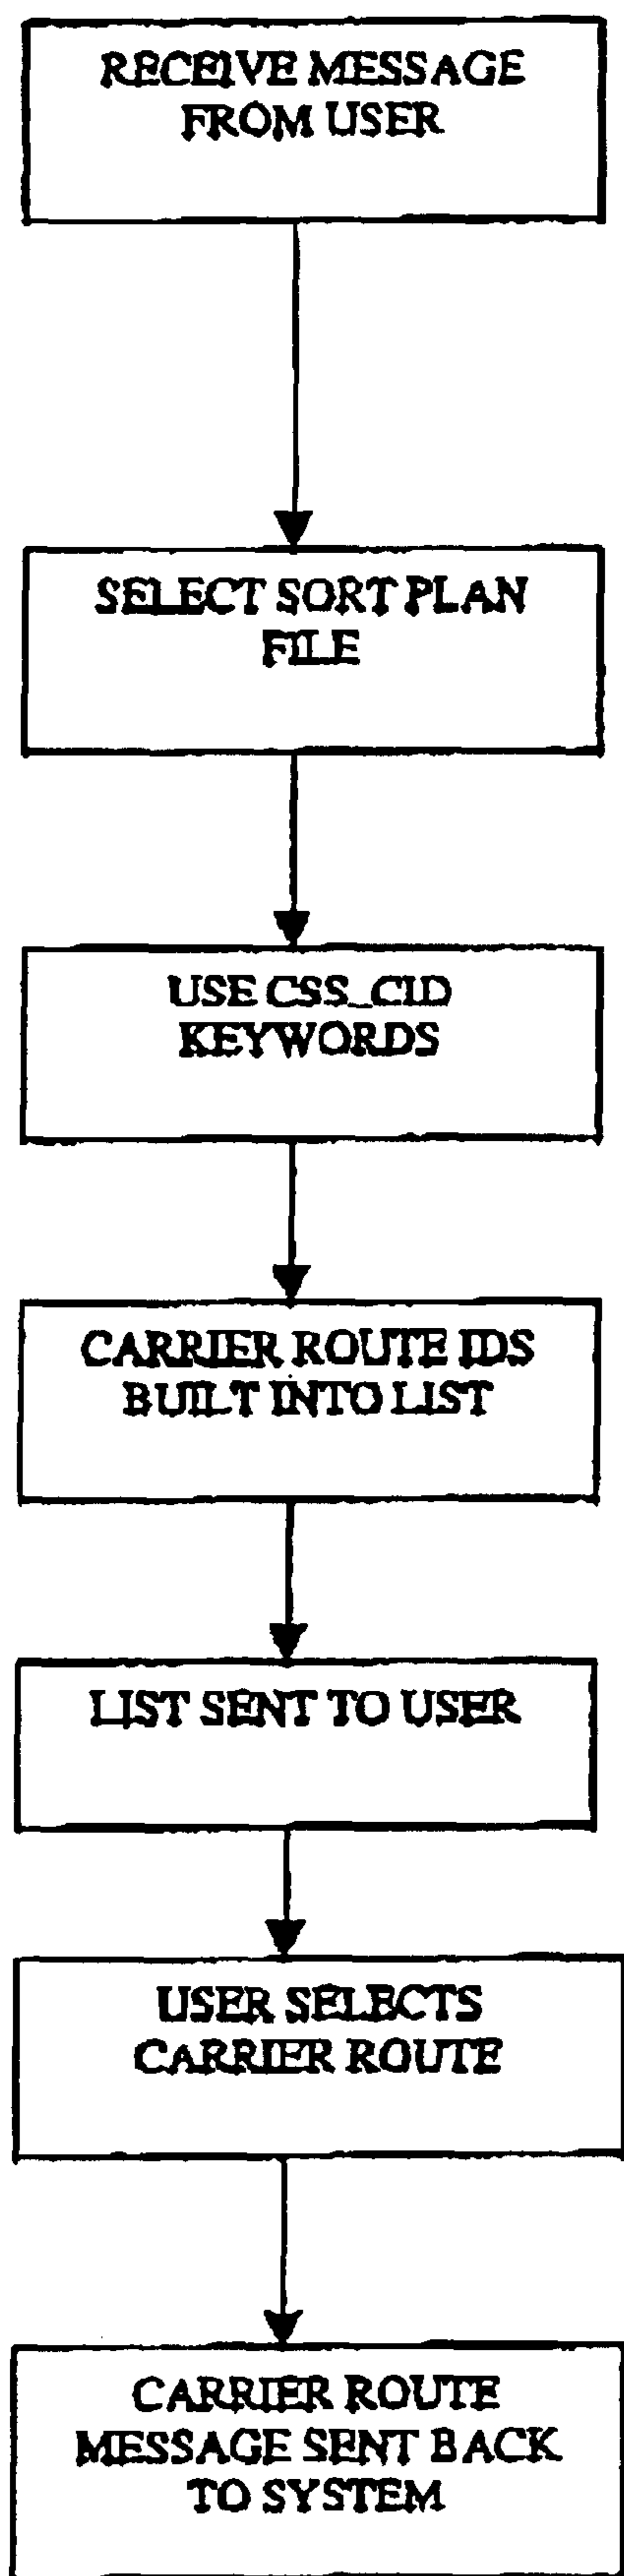 RECEIVE MESSAGE
FROM USER
SELECT SORT PLAN
FILE
USE CSS_CID
KEYWORDS
CARRIER ROUTE IDS
BUILT INTO LIST
LIST SENT TO USER
USER SELECTS
CARRIER ROUTE
CARRIER ROUTE
MESSAGE SENT BACK
TO SYSTEM